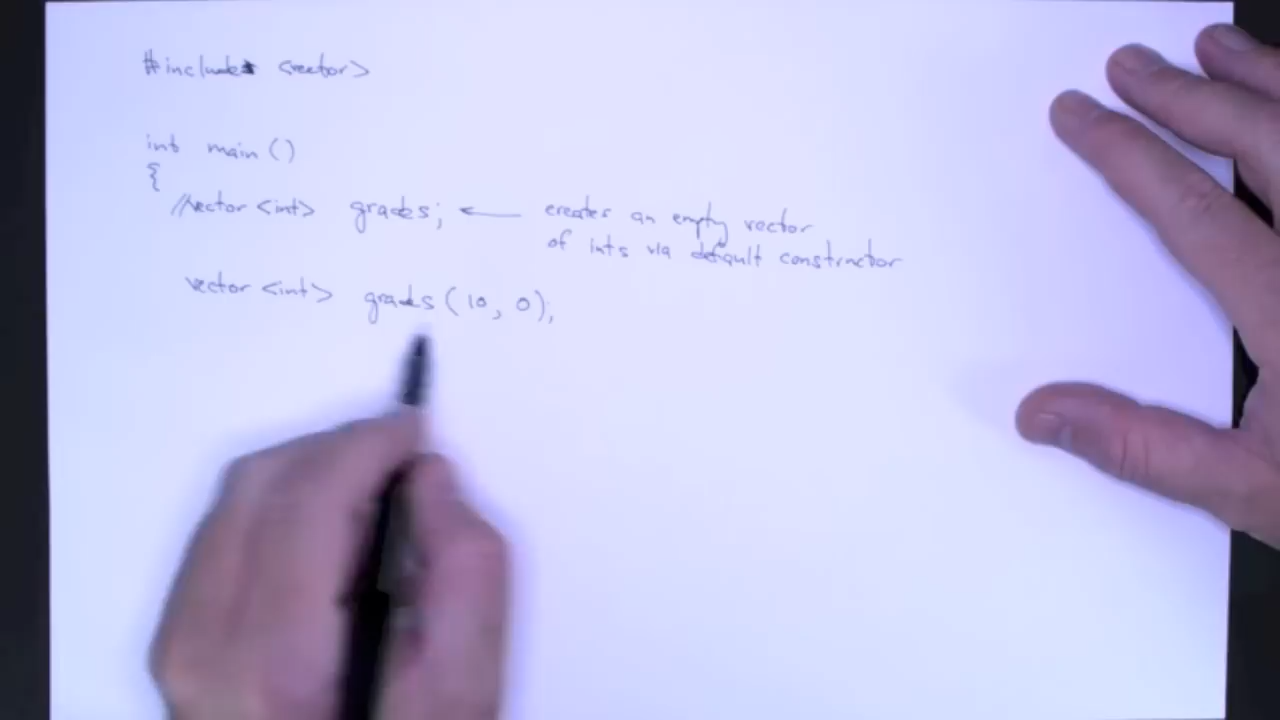 #include <vector>
int main ()
{
//vector <int> grades; ← creates an empty vector
of ints via default constructor
vector <int> grades (10, 0);